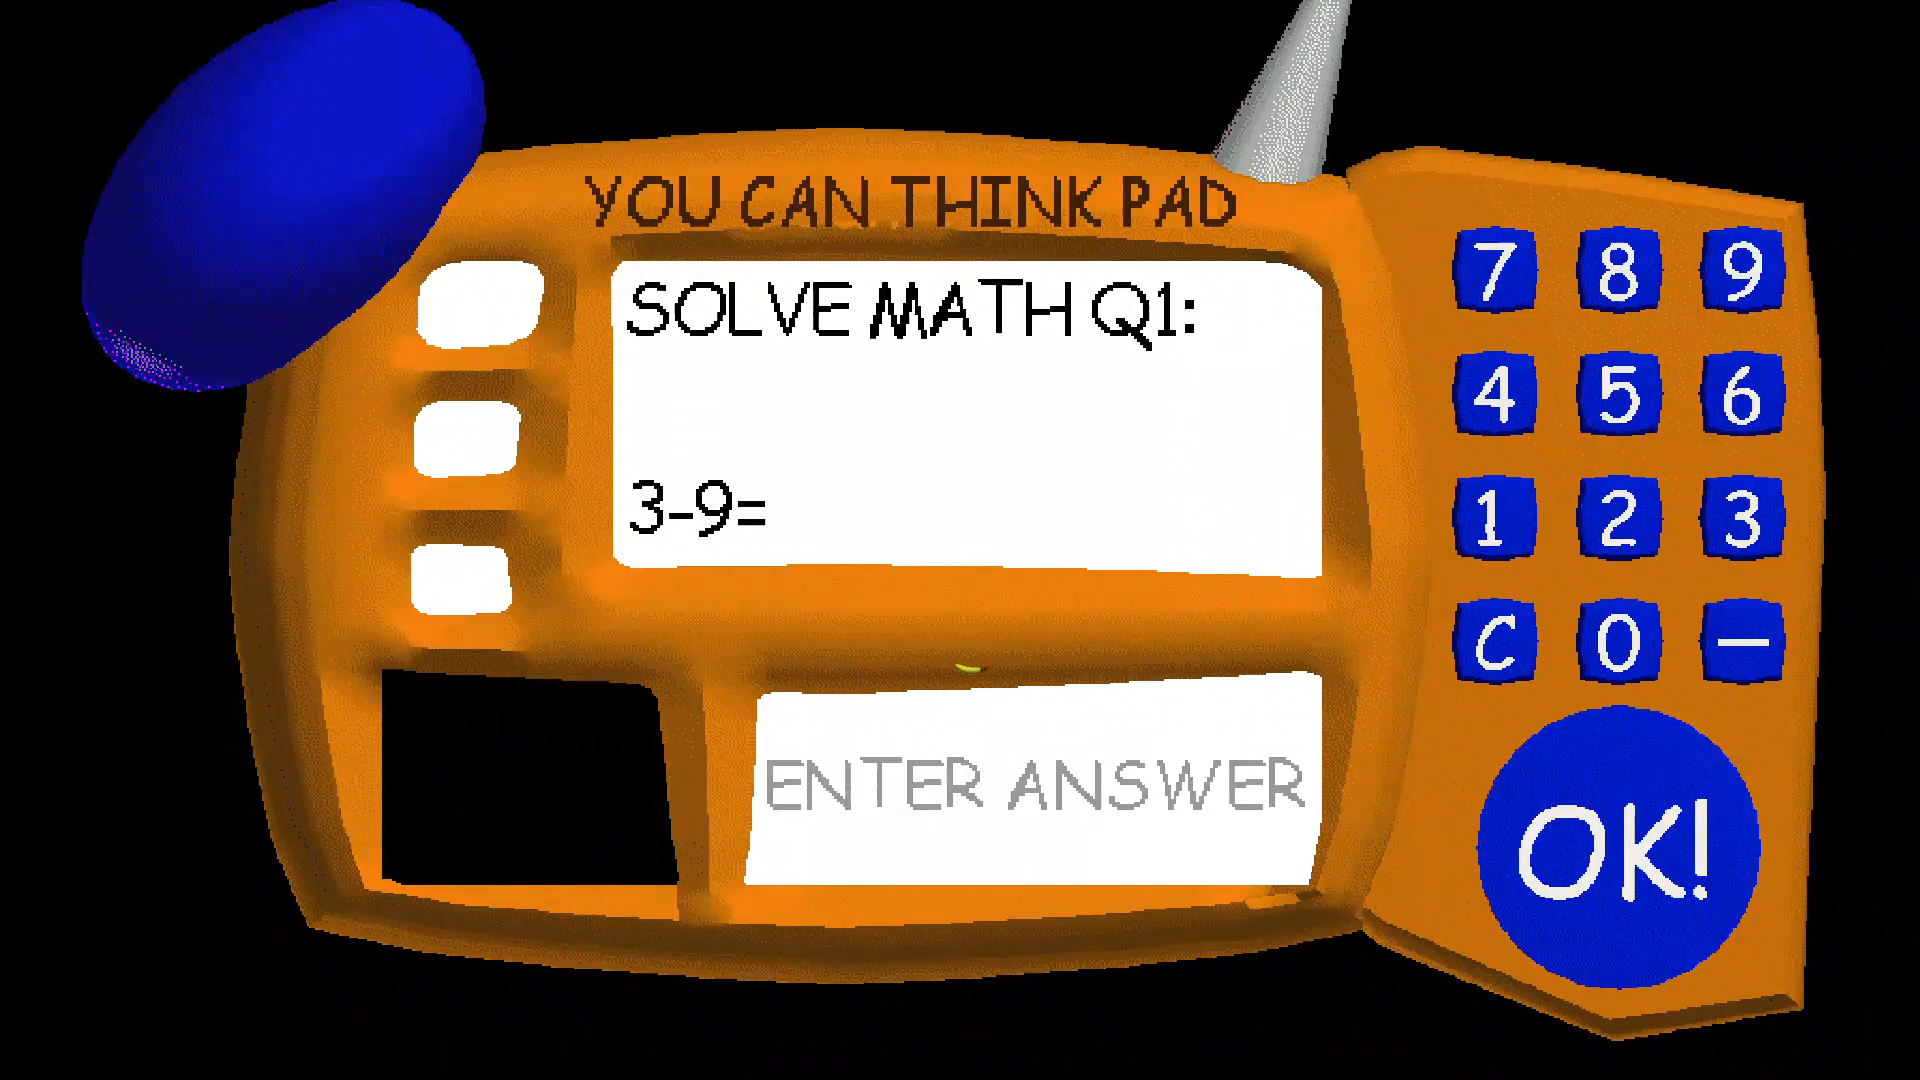 YOU CAN THINK PAD
SOLVE MATH Q1:
3-9=
ENTER ANSWER
7 8 9
4 5 6
1 2 3
C 0 —
OK!